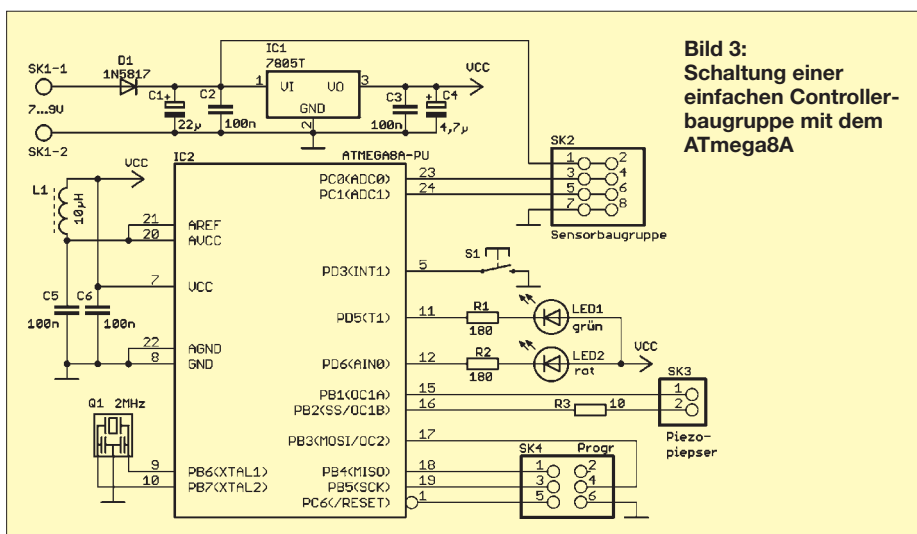 Bild 3:
Schaltung einer
einfachen Controller-
baugruppe mit dem
ATmega8A
SK1-1
D1
1N5817
7...9V
SK1-2
C1
+
22µ
C2
100n
IC1
7805T
1
VI
VO
3
GND
2
C3
100n
+
C4
4,7µ
VCC
SK2
1
2
3
4
5
6
7
8
Sensorbaugruppe
IC2
ATMEGA8A-PU
VCC
L1
10µH
21
AREF
20
AVCC
7
VCC
C5
100n
C6
100n
22
AGND
8
GND
Q1 2MHz
9
PB6(XTAL1)
10
PB7(XTAL2)
PC0(ADC0)
23
PC1(ADC1)
24
PD3(INT1)
5
S1
PD5(T1)
11
R1
180
LED1
grün
PD6(AIN0)
12
R2
180
LED2
rot
VCC
PB1(OC1A)
15
PB2(SS/OC1B)
16
R3
10
SK3
1
2
Piezo-
piepser
PB3(MOSI/OC2)
17
PB4(MISO)
18
PB5(SCK)
19
PC6(/RESET)
1
SK4
Progr
1
2
3
4
5
6